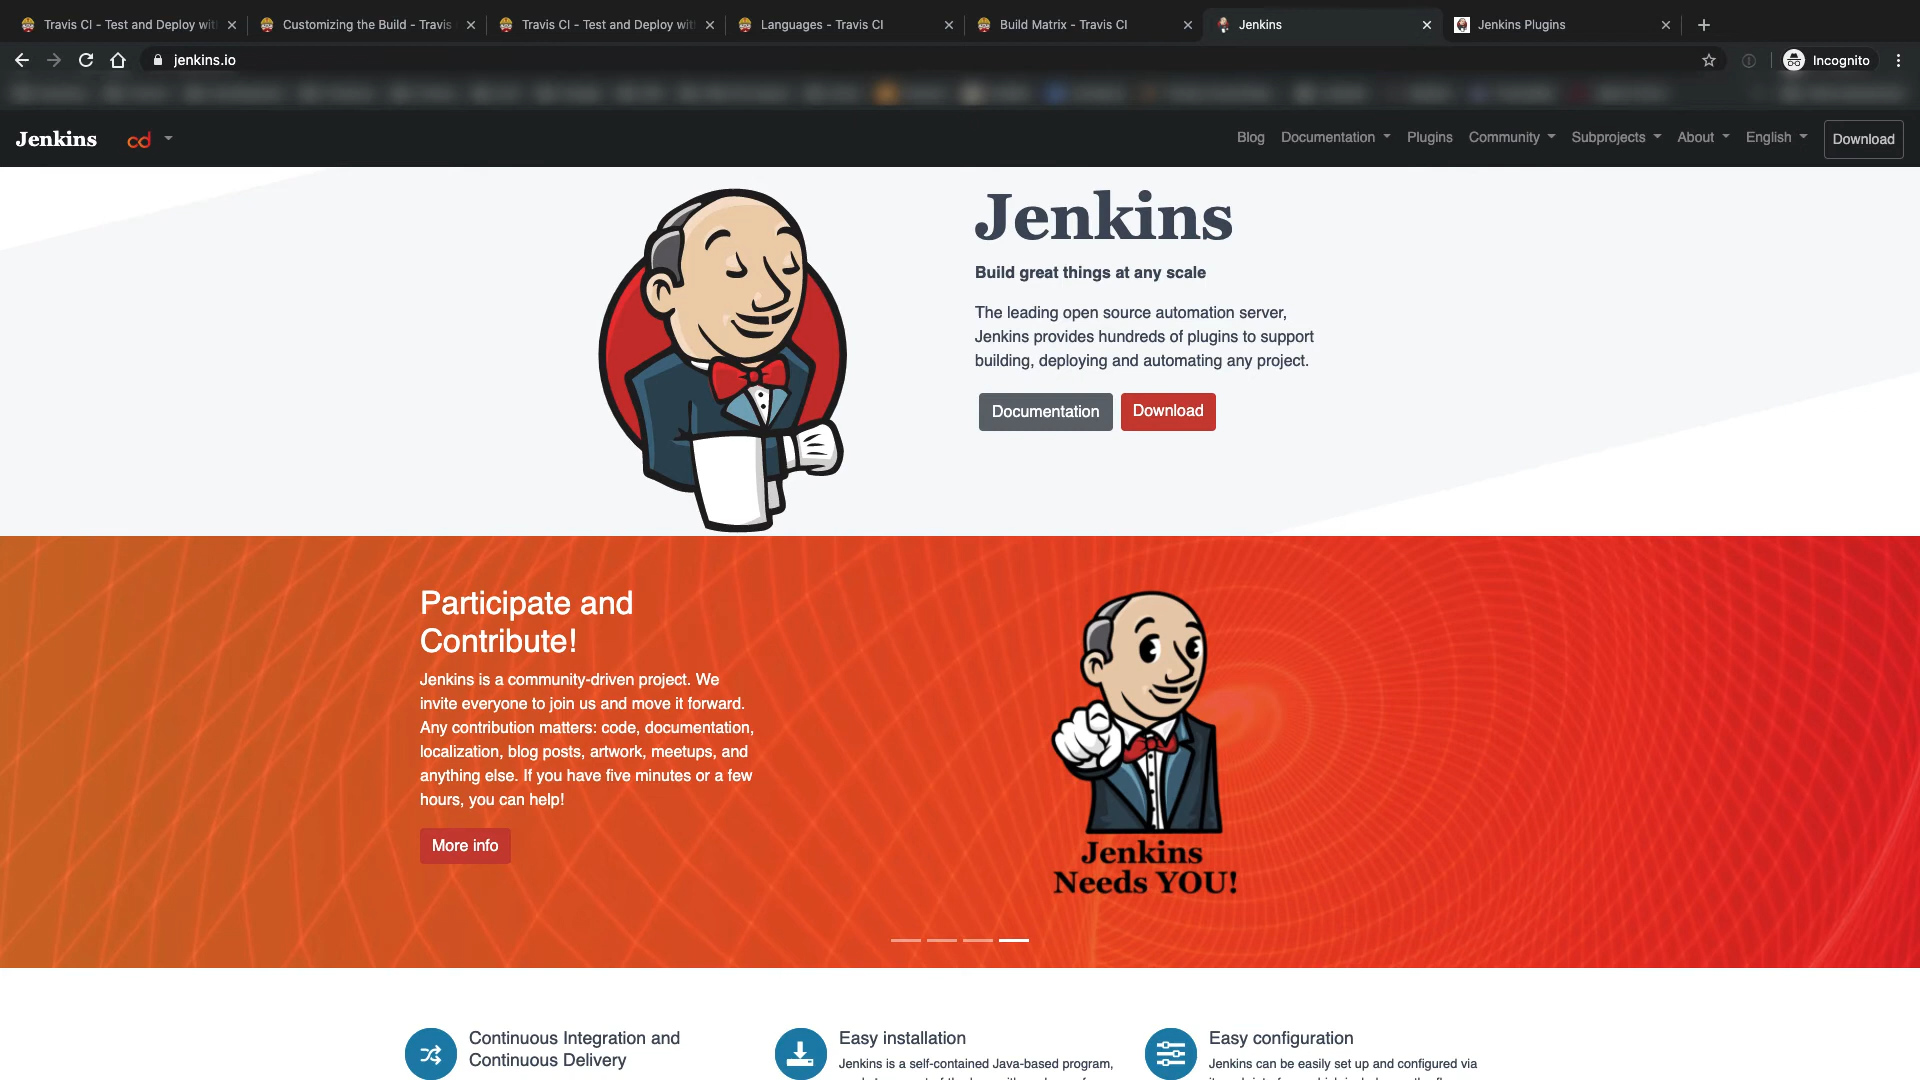 Travis CI - Test and Deploy wit
Customizing the Build - Travis
Travis CI - Test and Deploy wit
Languages - Travis CI
Build Matrix - Travis CI
Jenkins
Jenkins Plugins
jenkins.io
Incognito
Jenkins
cd
Blog
Documentation
Plugins
Community
Subprojects
About
English
Download
Jenkins
Build great things at any scale
The leading open source automation server,
Jenkins provides hundreds of plugins to support
building, deploying and automating any project.
Documentation
Download
Participate and
Contribute!
Jenkins is a community-driven project. We
invite everyone to join us and move it forward.
Any contribution matters: code, documentation,
localization, blog posts, artwork, meetups, and
anything else. If you have five minutes or a few
hours, you can help!
More info
Jenkins
Needs YOU!
Continuous Integration and
Continuous Delivery
Easy installation
Jenkins is a self-contained Java-based program,
Easy configuration
Jenkins can be easily set up and configured via